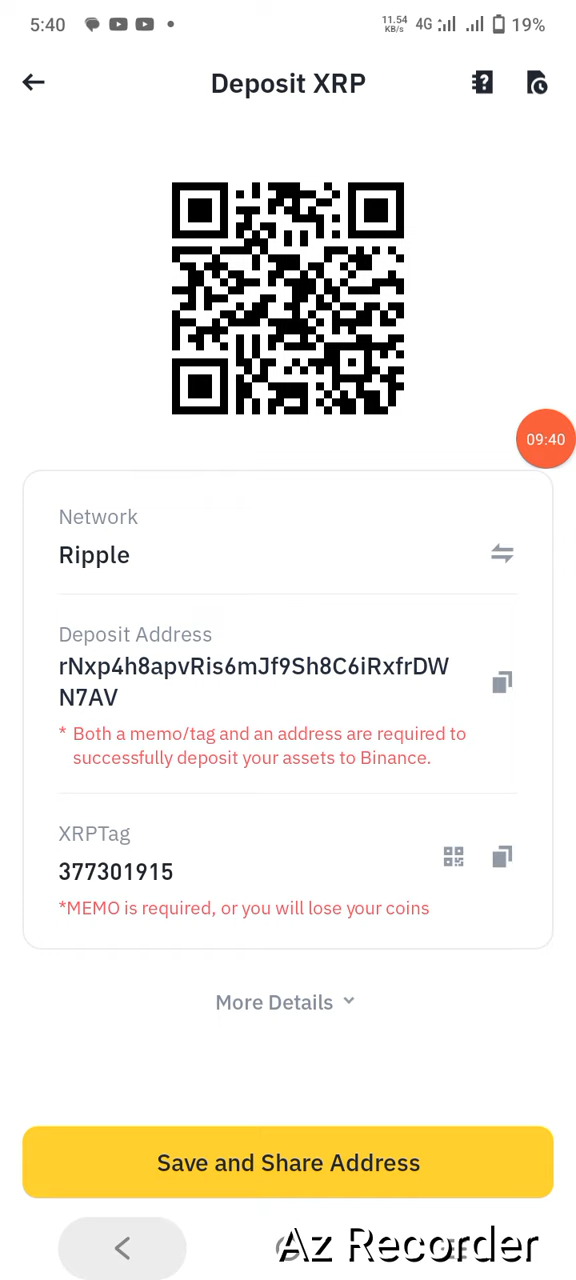 5:40
11.54 KB/s 4G 19%
Deposit XRP
09:40
Network
Ripple
Deposit Address
rNxp4h8apvRis6mJf9Sh8C6iRxfrDW
N7AV
* Both a memo/tag and an address are required to
successfully deposit your assets to Binance.
XRPTag
377301915
*MEMO is required, or you will lose your coins
More Details
Save and Share Address
Az Recorder